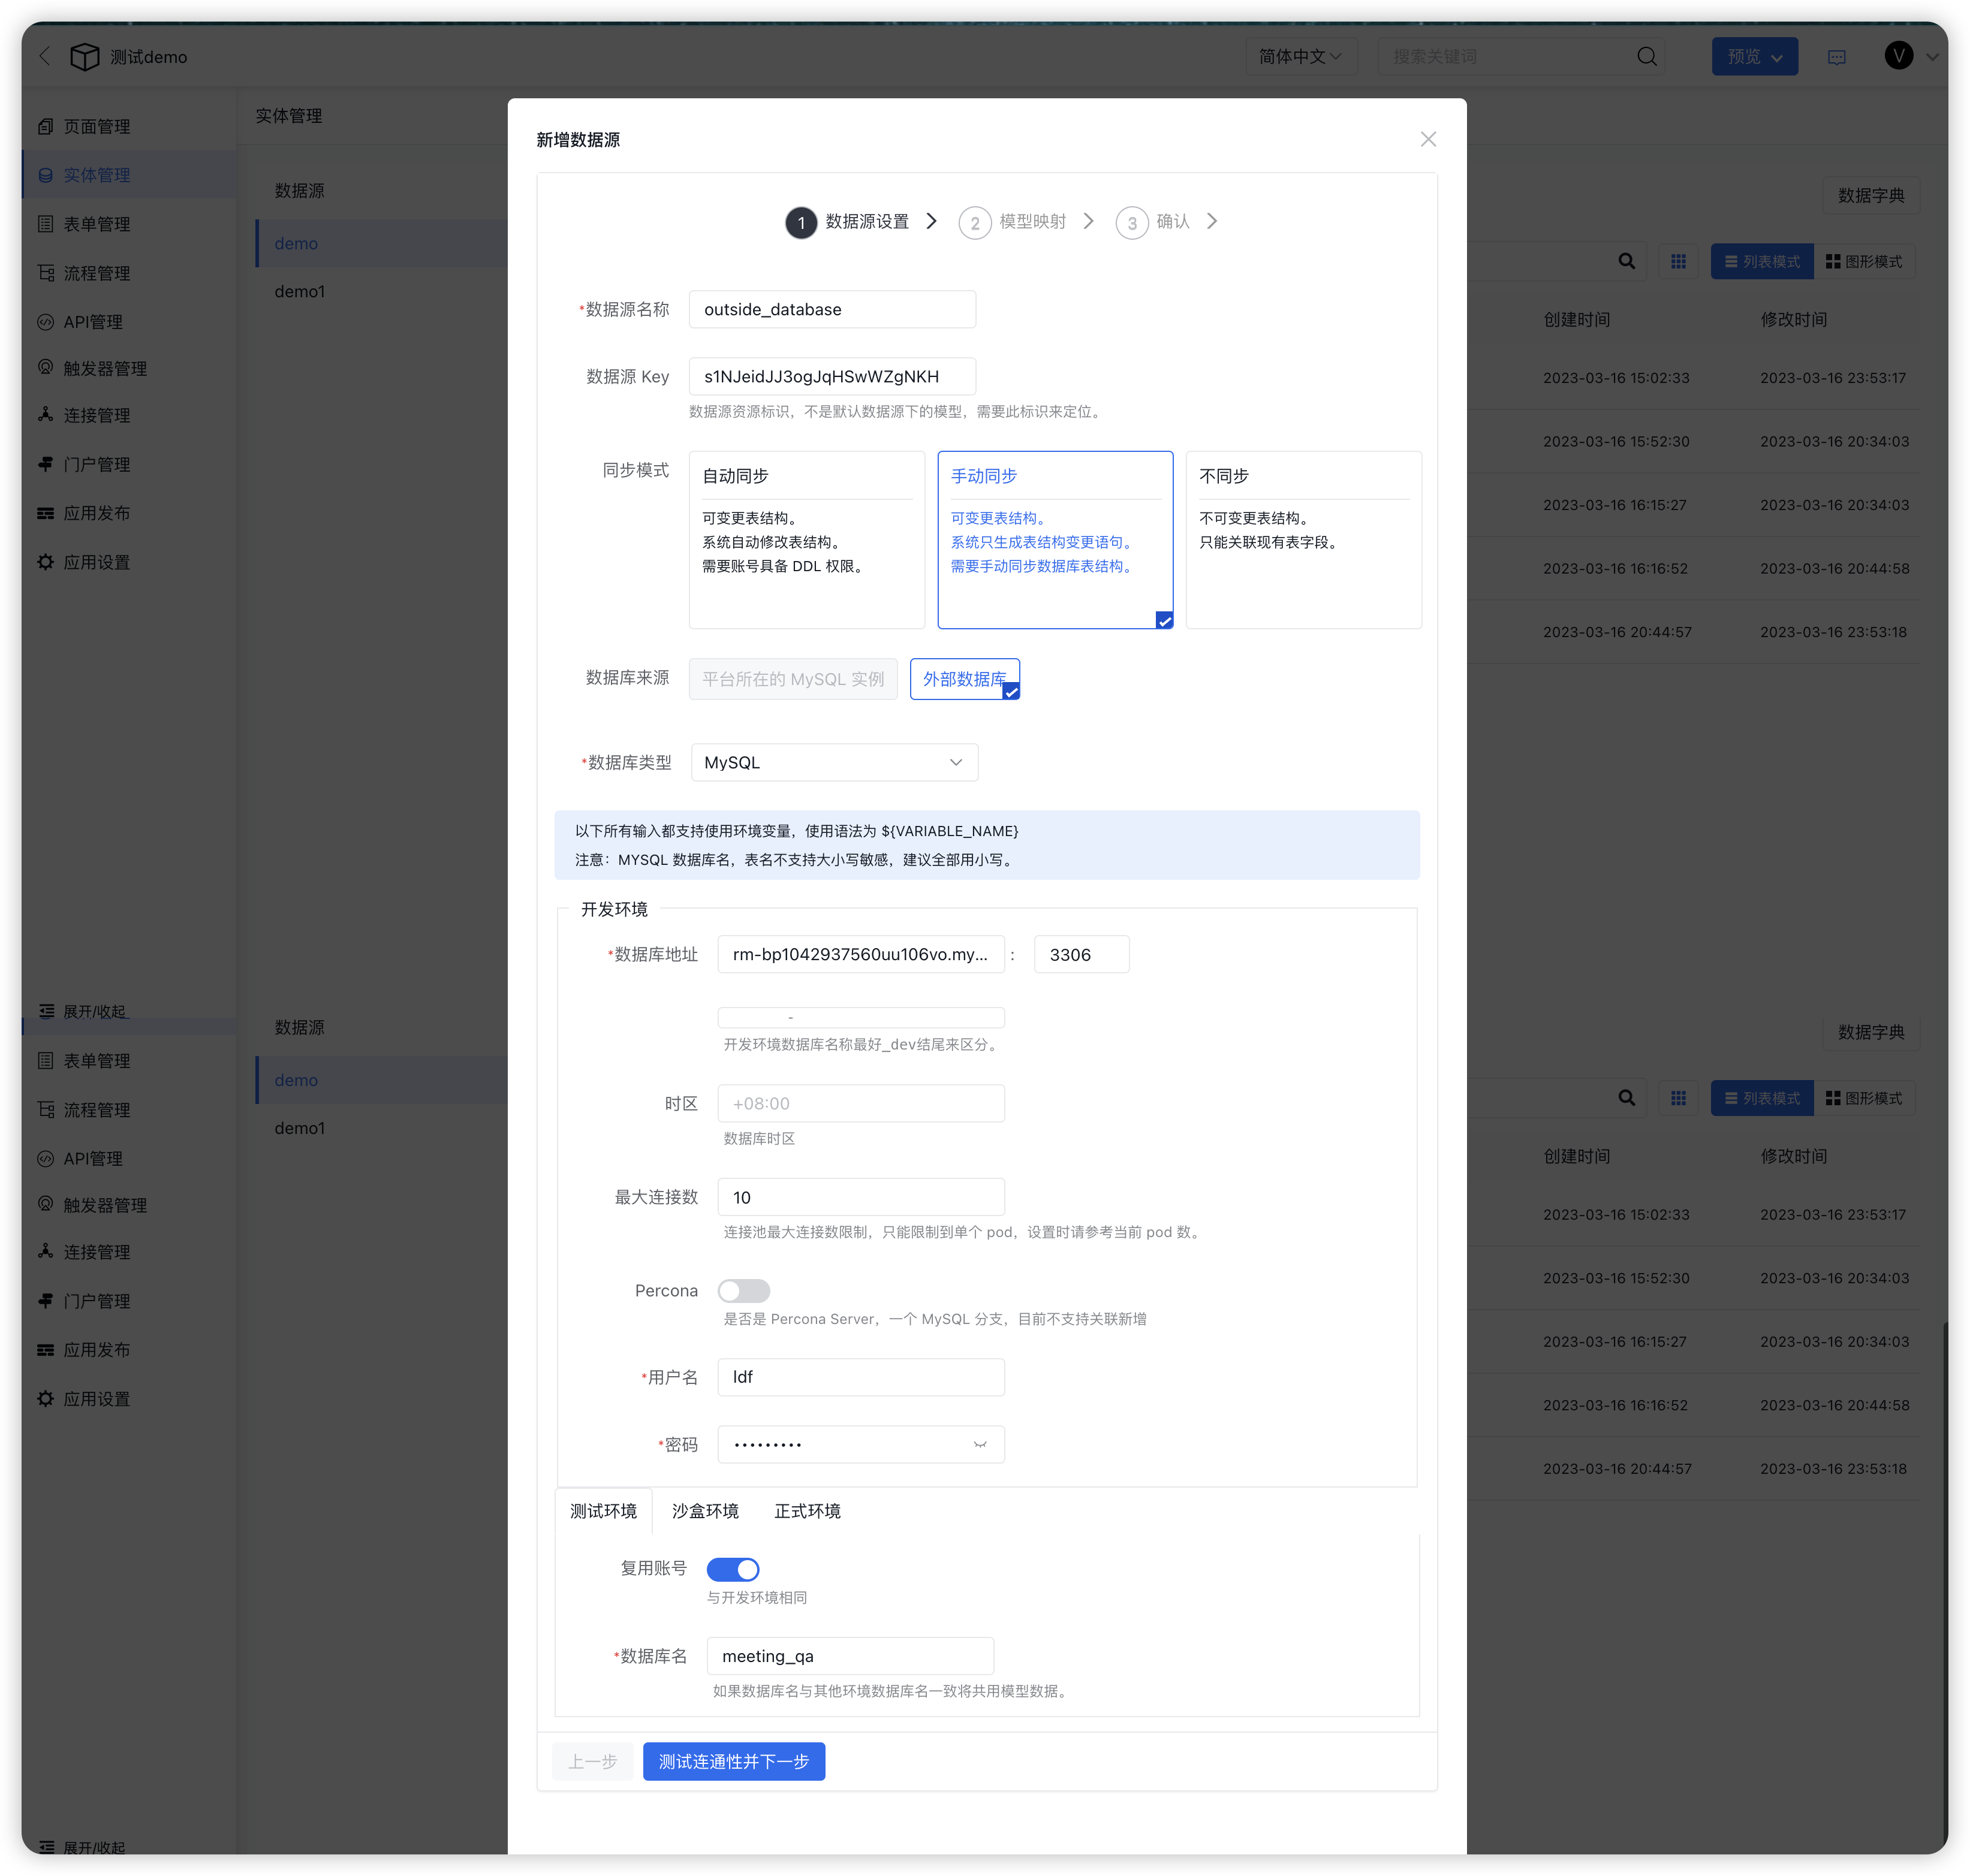 测试demo
简体中文
搜索关键词
预览
V
页面管理
实体管理
表单管理
流程管理
API管理
触发器管理
连接管理
门户管理
应用发布
应用设置
展开/收起
表单管理
流程管理
API管理
触发器管理
连接管理
门户管理
应用发布
应用设置
展开/收起
实体管理
数据源
demo
demo1
数据源
demo
demo1
新增数据源
1 数据源设置
2 模型映射
3 确认
*数据源名称 outside_database
数据源 Key s1NJeidJJ3ogJqHSwWZgNKH
数据源资源标识，不是默认数据源下的模型，需要此标识来定位。
同步模式
自动同步
可变更表结构。
系统自动修改表结构。
需要账号具备 DDL 权限。
手动同步
可变更表结构。
系统只生成表结构变更语句。
需要手动同步数据库表结构。
不同步
不可变更表结构。
只能关联现有表字段。
数据库来源 平台所在的 MySQL 实例 外部数据库
*数据库类型 MySQL
以下所有输入都支持使用环境变量，使用语法为 ${VARIABLE_NAME}
注意：MYSQL 数据库名，表名不支持大小写敏感，建议全部用小写。
开发环境
*数据库地址 rm-bp1042937560uu106vo.my... : 3306
开发环境数据库名称最好_dev结尾来区分。
时区 +08:00
数据库时区
最大连接数 10
连接池最大连接数限制，只能限制到单个 pod，设置时请参考当前 pod 数。
Percona
是否是 Percona Server，一个 MySQL 分支，目前不支持关联新增
*用户名 ldf
*密码 •••••••••
测试环境 沙盒环境 正式环境
复用账号
与开发环境相同
*数据库名 meeting_qa
如果数据库名与其他环境数据库名一致将共用模型数据。
上一步 测试连通性并下一步
数据字典
列表模式 图形模式
创建时间 修改时间
2023-03-16 15:02:33 2023-03-16 23:53:17
2023-03-16 15:52:30 2023-03-16 20:34:03
2023-03-16 16:15:27 2023-03-16 20:34:03
2023-03-16 16:16:52 2023-03-16 20:44:58
2023-03-16 20:44:57 2023-03-16 23:53:18
数据字典
列表模式 图形模式
创建时间 修改时间
2023-03-16 15:02:33 2023-03-16 23:53:17
2023-03-16 15:52:30 2023-03-16 20:34:03
2023-03-16 16:15:27 2023-03-16 20:34:03
2023-03-16 16:16:52 2023-03-16 20:44:58
2023-03-16 20:44:57 2023-03-16 23:53:18